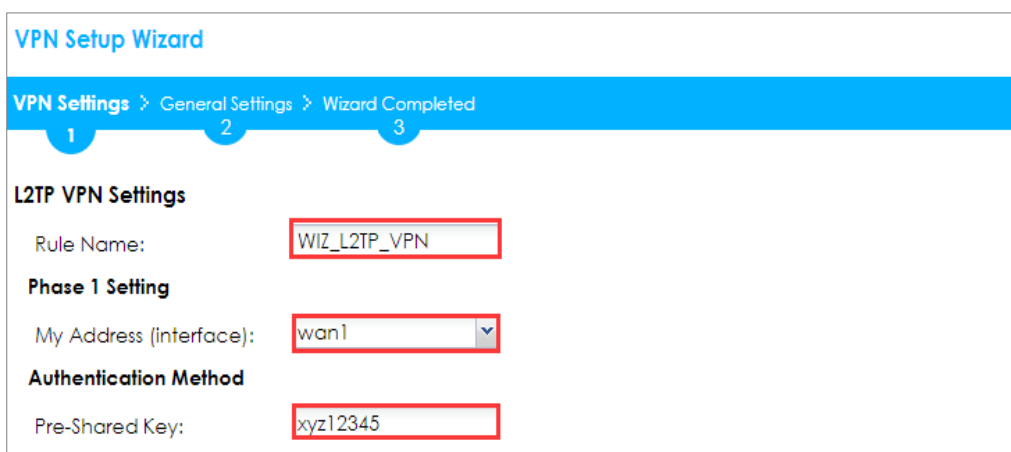 VPN Setup Wizard
VPN Settings > General Settings > Wizard Completed
1 2 3
L2TP VPN Settings
Rule Name: WIZ_L2TP_VPN
Phase 1 Setting
My Address (interface): wan1
Authentication Method
Pre-Shared Key: xyz12345